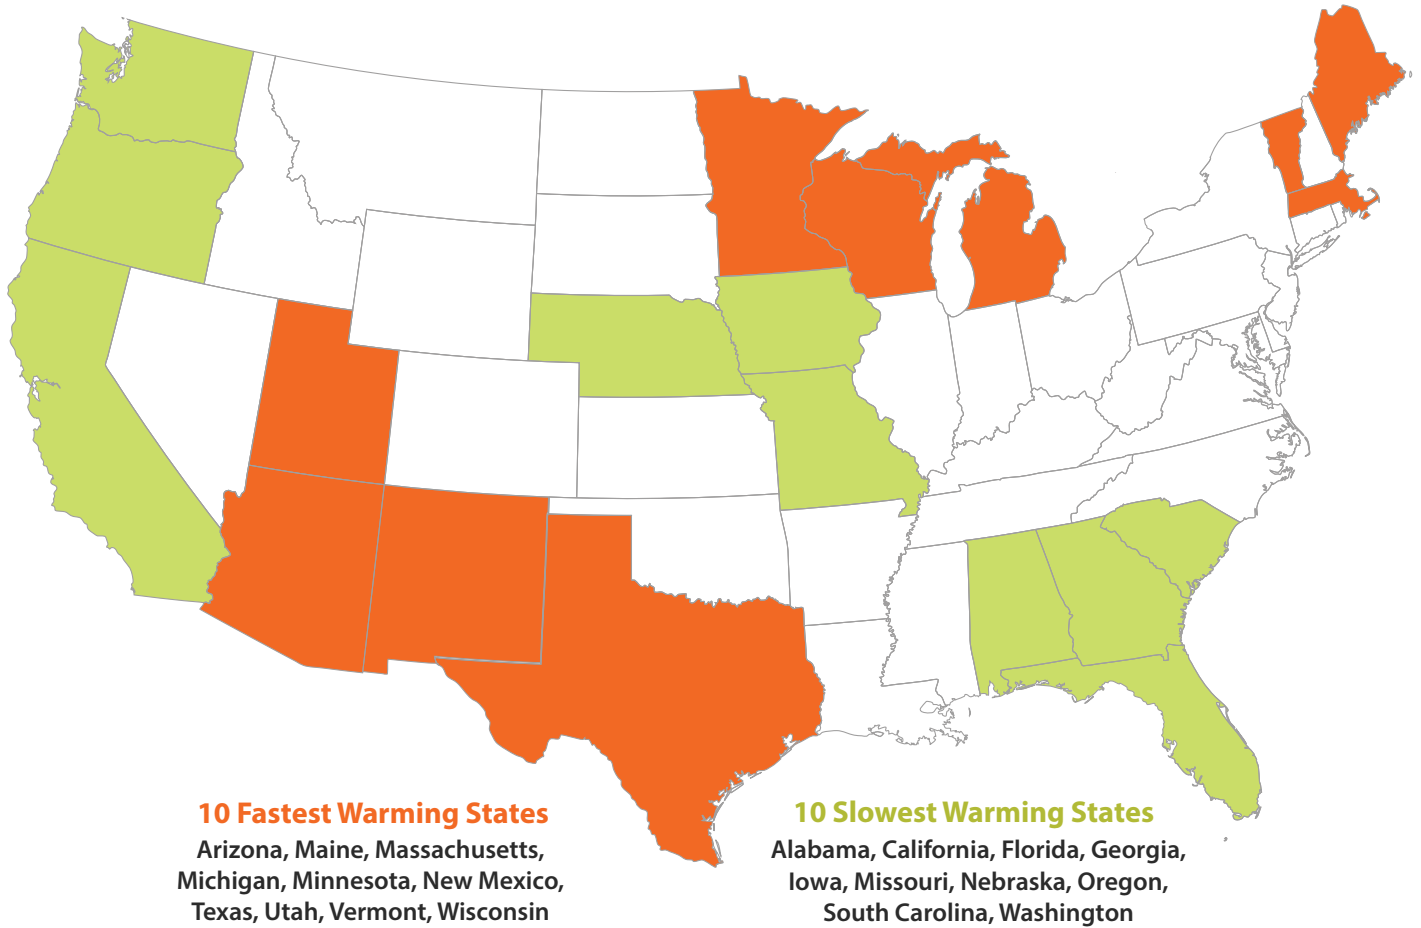 10 Fastest Warming States
Arizona, Maine, Massachusetts,
Michigan, Minnesota, New Mexico,
Texas, Utah, Vermont, Wisconsin
10 Slowest Warming States
Alabama, California, Florida, Georgia,
Iowa, Missouri, Nebraska, Oregon,
South Carolina, Washington